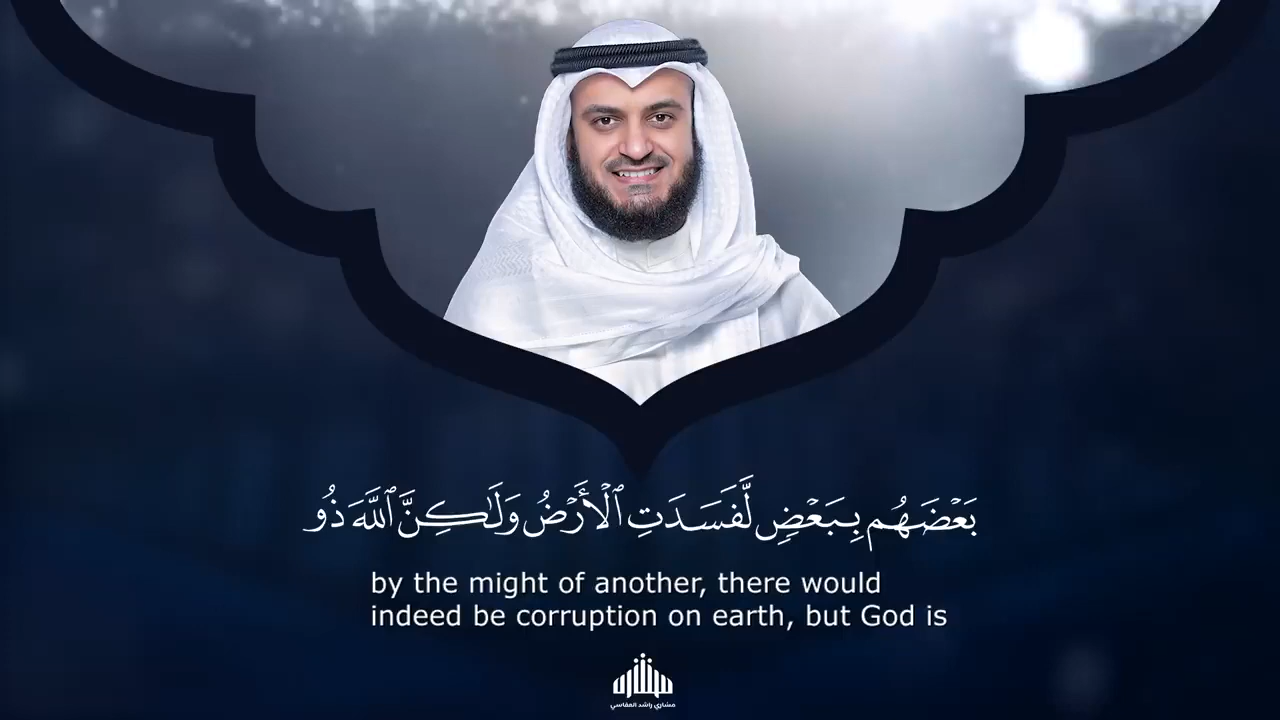 بَعْضَهُم بِبَعْضٍ لَّفَسَدَتِ ٱلْأَرْضُ وَلَٰكِنَّ ٱللَّهَ ذُو
by the might of another, there would
indeed be corruption on earth, but God is
مشاري راشد العفاسي